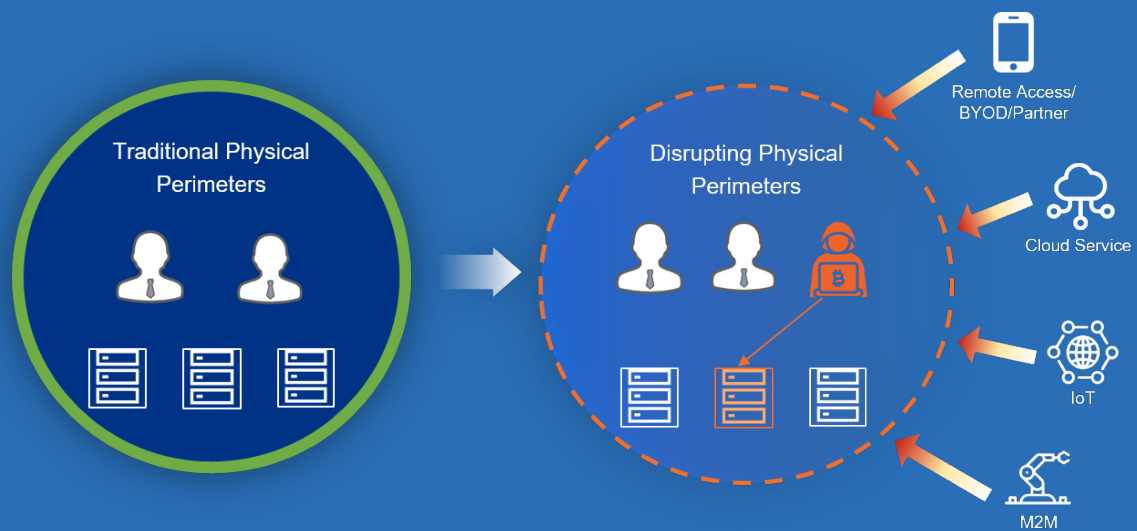 Traditional Physical
Perimeters
Disrupting Physical
Perimeters
Remote Access/
BYOD/Partner
Cloud Service
IoT
M2M